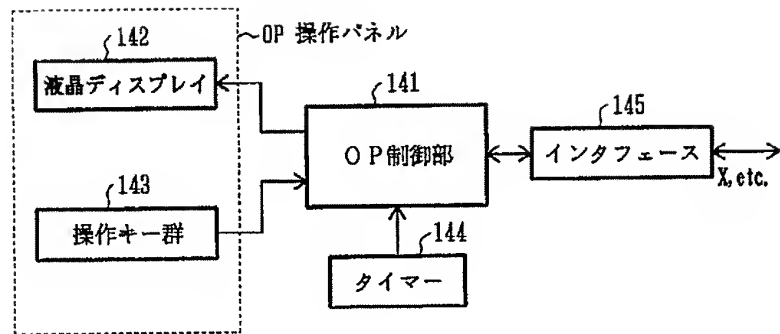 OP 操作パネル
142
液晶ディスプレイ
141
OP制御部
145
インタフェース
X, etc.
143
操作キー群
144
タイマー